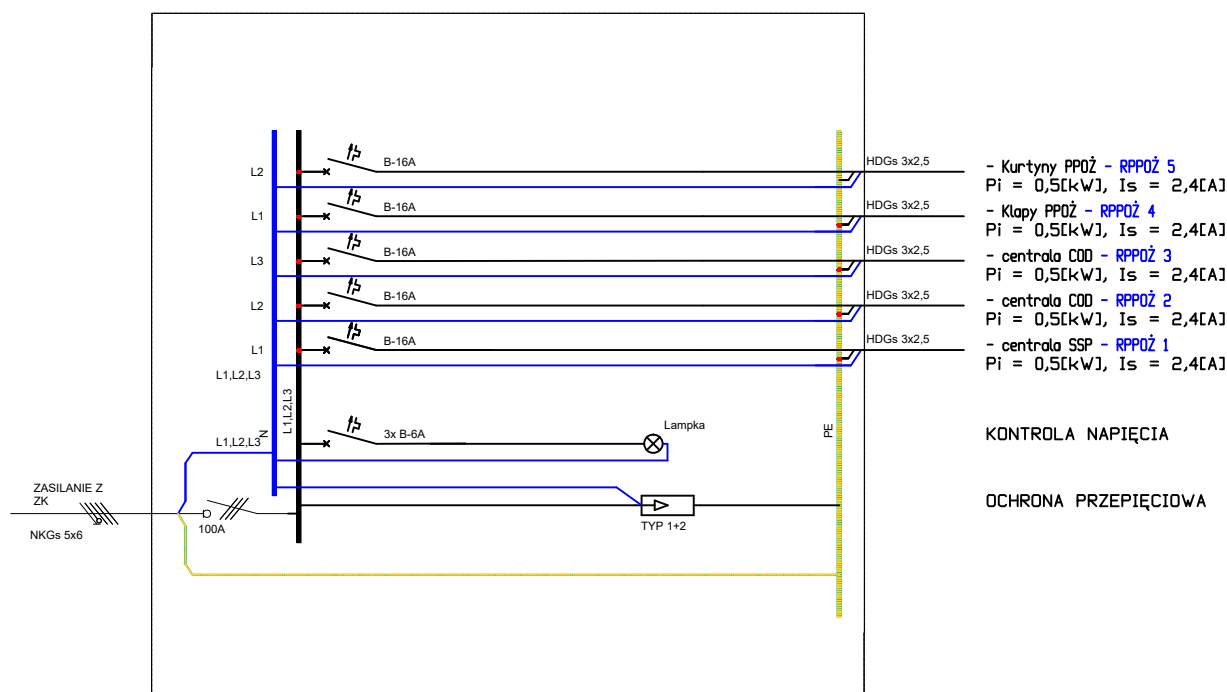 L2
B-16A
HDGs 3x2,5
- Kurtyny PPOŻ - RPPOŻ 5
Pi = 0,5[kW], Is = 2,4[A]
L1
B-16A
HDGs 3x2,5
- Klapy PPOŻ - RPPOŻ 4
Pi = 0,5[kW], Is = 2,4[A]
L3
B-16A
HDGs 3x2,5
- centrala COD - RPPOŻ 3
Pi = 0,5[kW], Is = 2,4[A]
L2
B-16A
HDGs 3x2,5
- centrala COD - RPPOŻ 2
Pi = 0,5[kW], Is = 2,4[A]
L1
B-16A
HDGs 3x2,5
- centrala SSP - RPPOŻ 1
Pi = 0,5[kW], Is = 2,4[A]
L1,L2,L3
L1,L2,L3
N
L1,L2,L3
3x B-6A
Lampka
PE
KONTROLA NAPIĘCIA
ZASILANIE Z
ZK
NKGs 5x6
100A
TYP 1+2
OCHRONA PRZEPIĘCIOWA